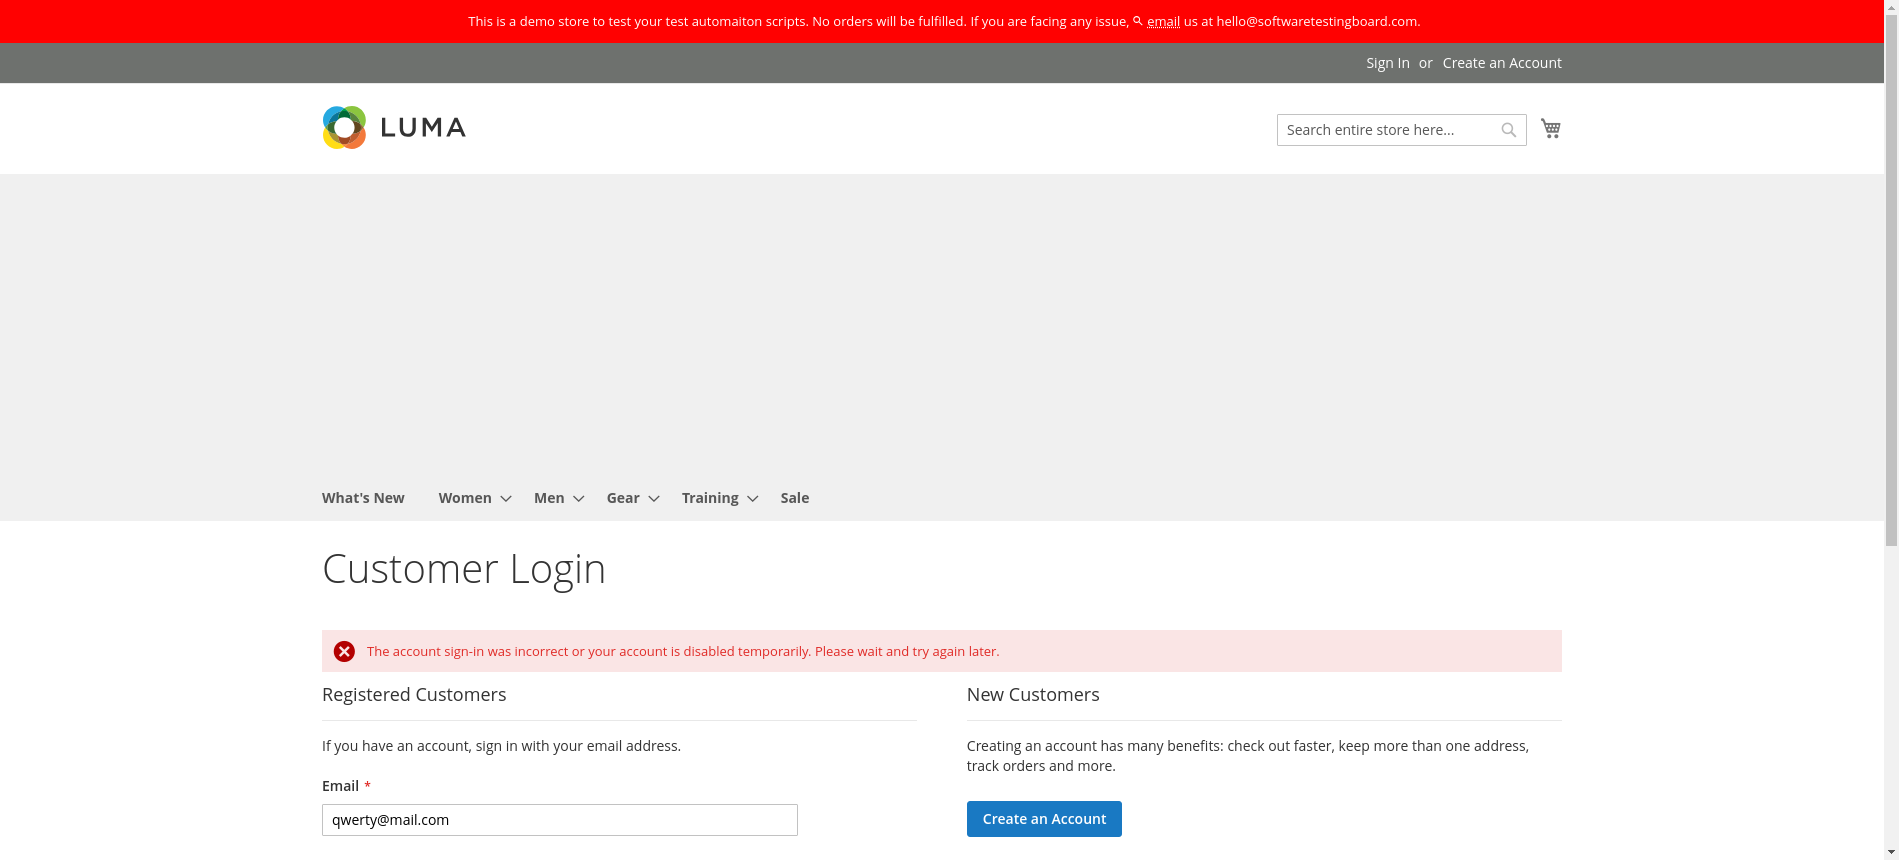 This is a demo store to test your test automaiton scripts. No orders will be fulfilled. If you are facing any issue, email us at hello@softwaretestingboard.com.
Sign In or Create an Account
LUMA
Search entire store here...
What's New Women Men Gear Training Sale
Customer Login
The account sign-in was incorrect or your account is disabled temporarily. Please wait and try again later.
Registered Customers
If you have an account, sign in with your email address.
Email *
qwerty@mail.com
New Customers
Creating an account has many benefits: check out faster, keep more than one address,
track orders and more.
Create an Account